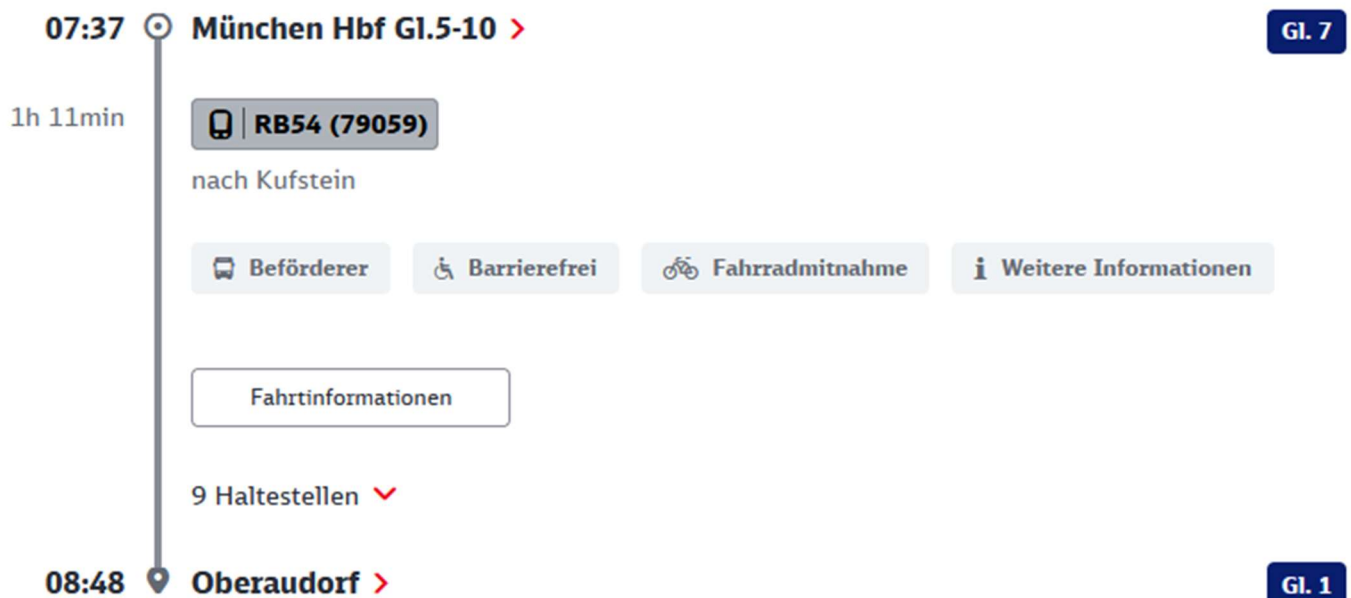 07:37 München Hbf Gl.5-10 Gl. 7
1h 11min RB54 (79059)
nach Kufstein
Beförderer Barrierefrei Fahrradmitnahme Weitere Informationen
Fahrtinformationen
9 Haltestellen
08:48 Oberaudorf Gl. 1